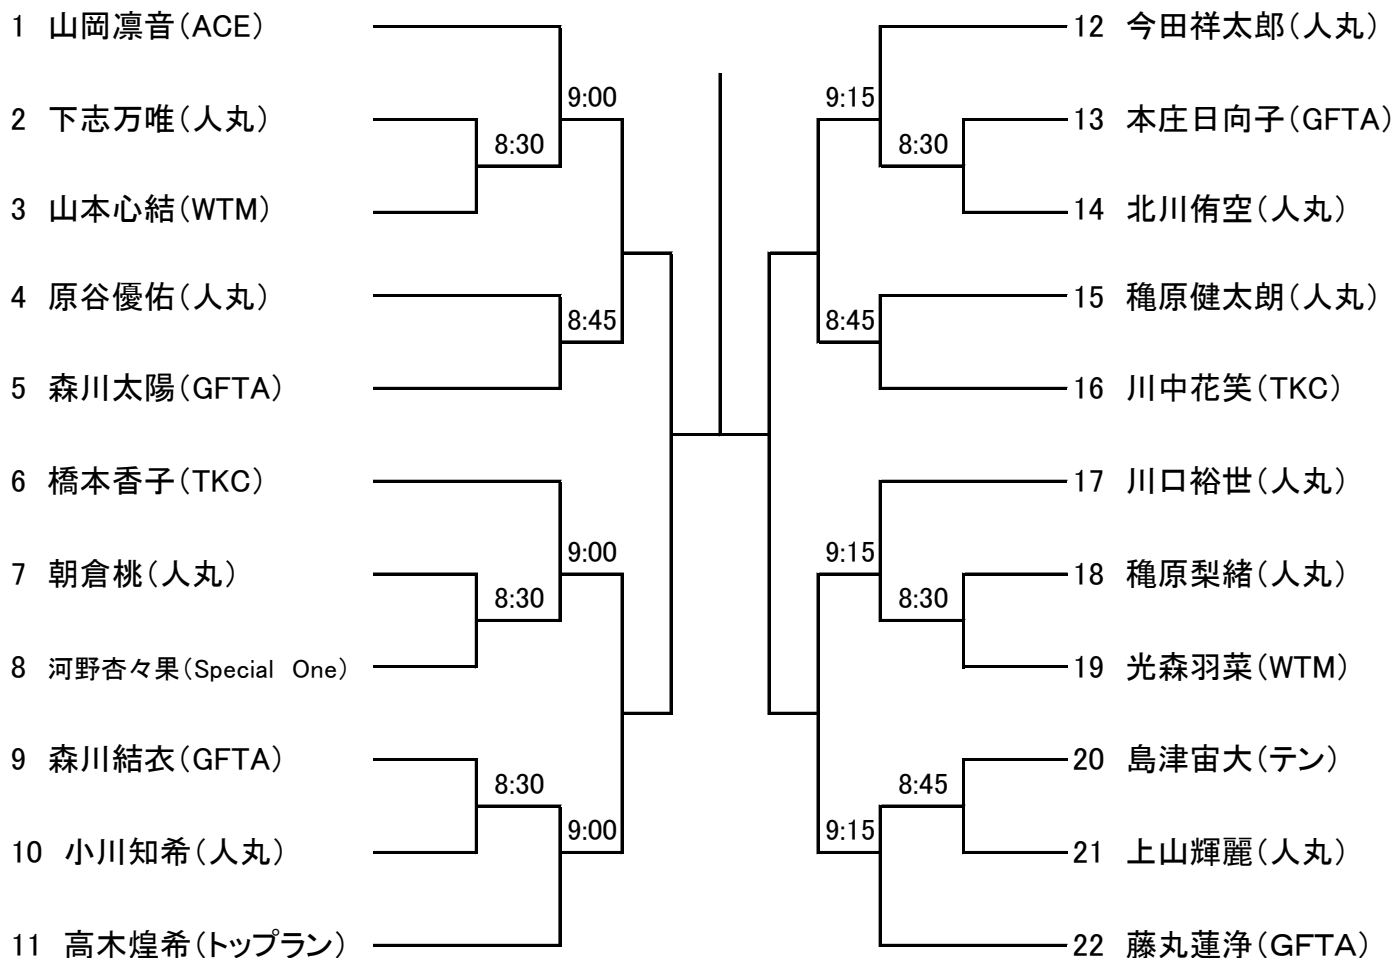 1 山岡凛音(ACE)
2 下志万唯(人丸)
3 山本心結(WTM)
4 原谷優佑(人丸)
5 森川太陽(GFTA)
6 橋本香子(TKC)
7 朝倉桃(人丸)
8 河野杏々果(Special One)
9 森川結衣(GFTA)
10 小川知希(人丸)
11 高木煌希(トップラン)
9:00
8:30
8:45
9:00
8:30
8:30
9:00
9:15
8:30
8:45
9:15
8:30
8:45
9:15
12 今田祥太郎(人丸)
13 本庄日向子(GFTA)
14 北川侑空(人丸)
15 穐原健太朗(人丸)
16 川中花笑(TKC)
17 川口裕世(人丸)
18 穐原梨緒(人丸)
19 光森羽菜(WTM)
20 島津宙大(テン)
21 上山輝麗(人丸)
22 藤丸蓮浄(GFTA)